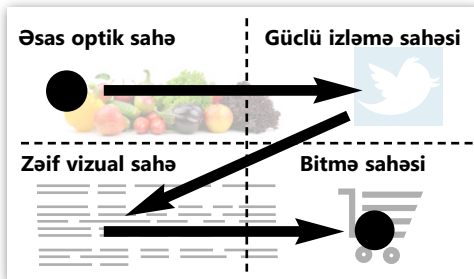 Əsas optik sahə
Güclü izləmə sahəsi
Zəif vizual sahə
Bitmə sahəsi